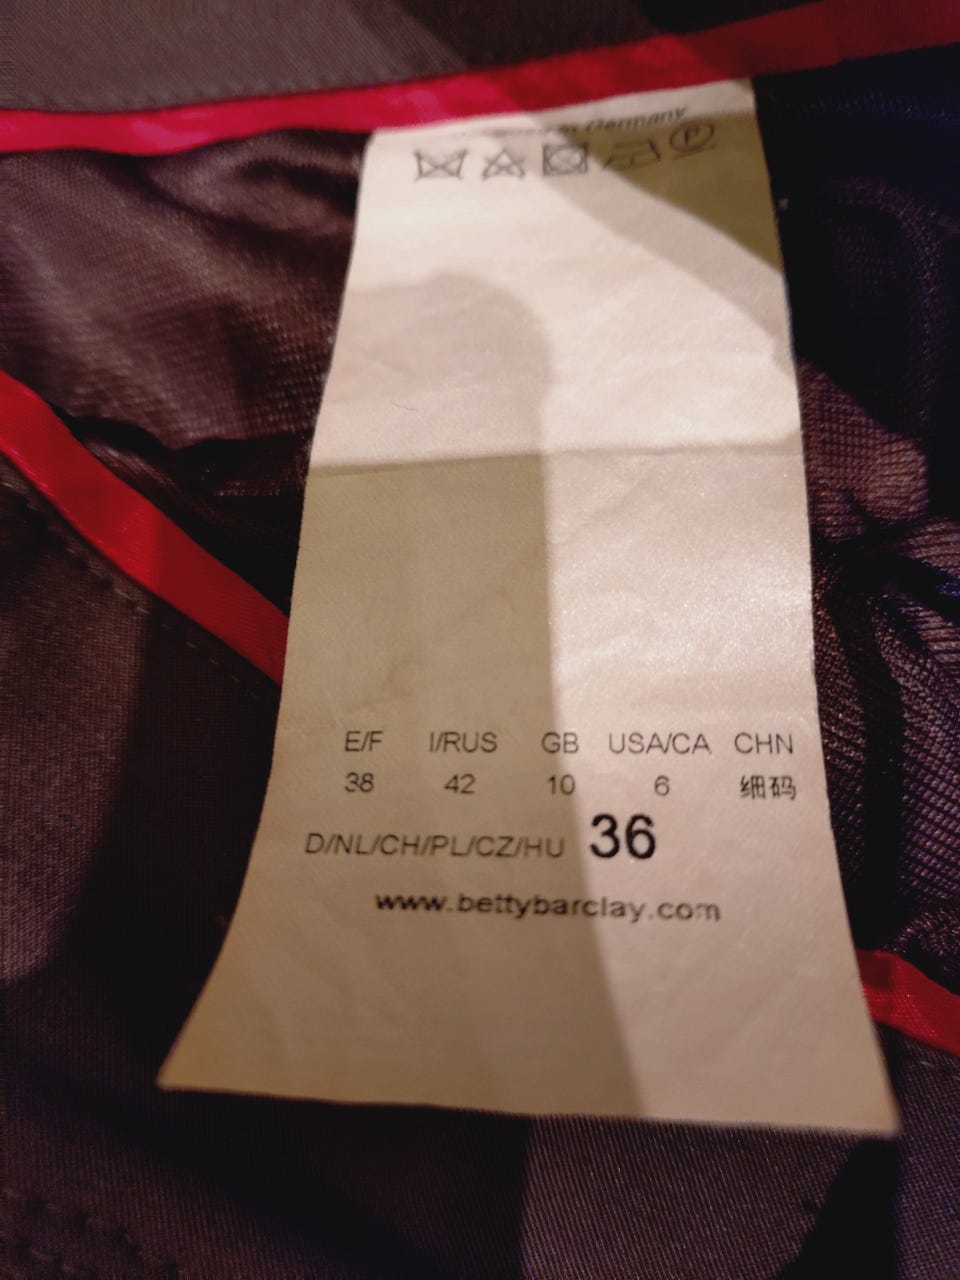 in Germany
P
E/F I/RUS GB USA/CA CHN
38 42 10 6 细码
D/NL/CH/PL/CZ/HU 36
www.bettybarclay.com